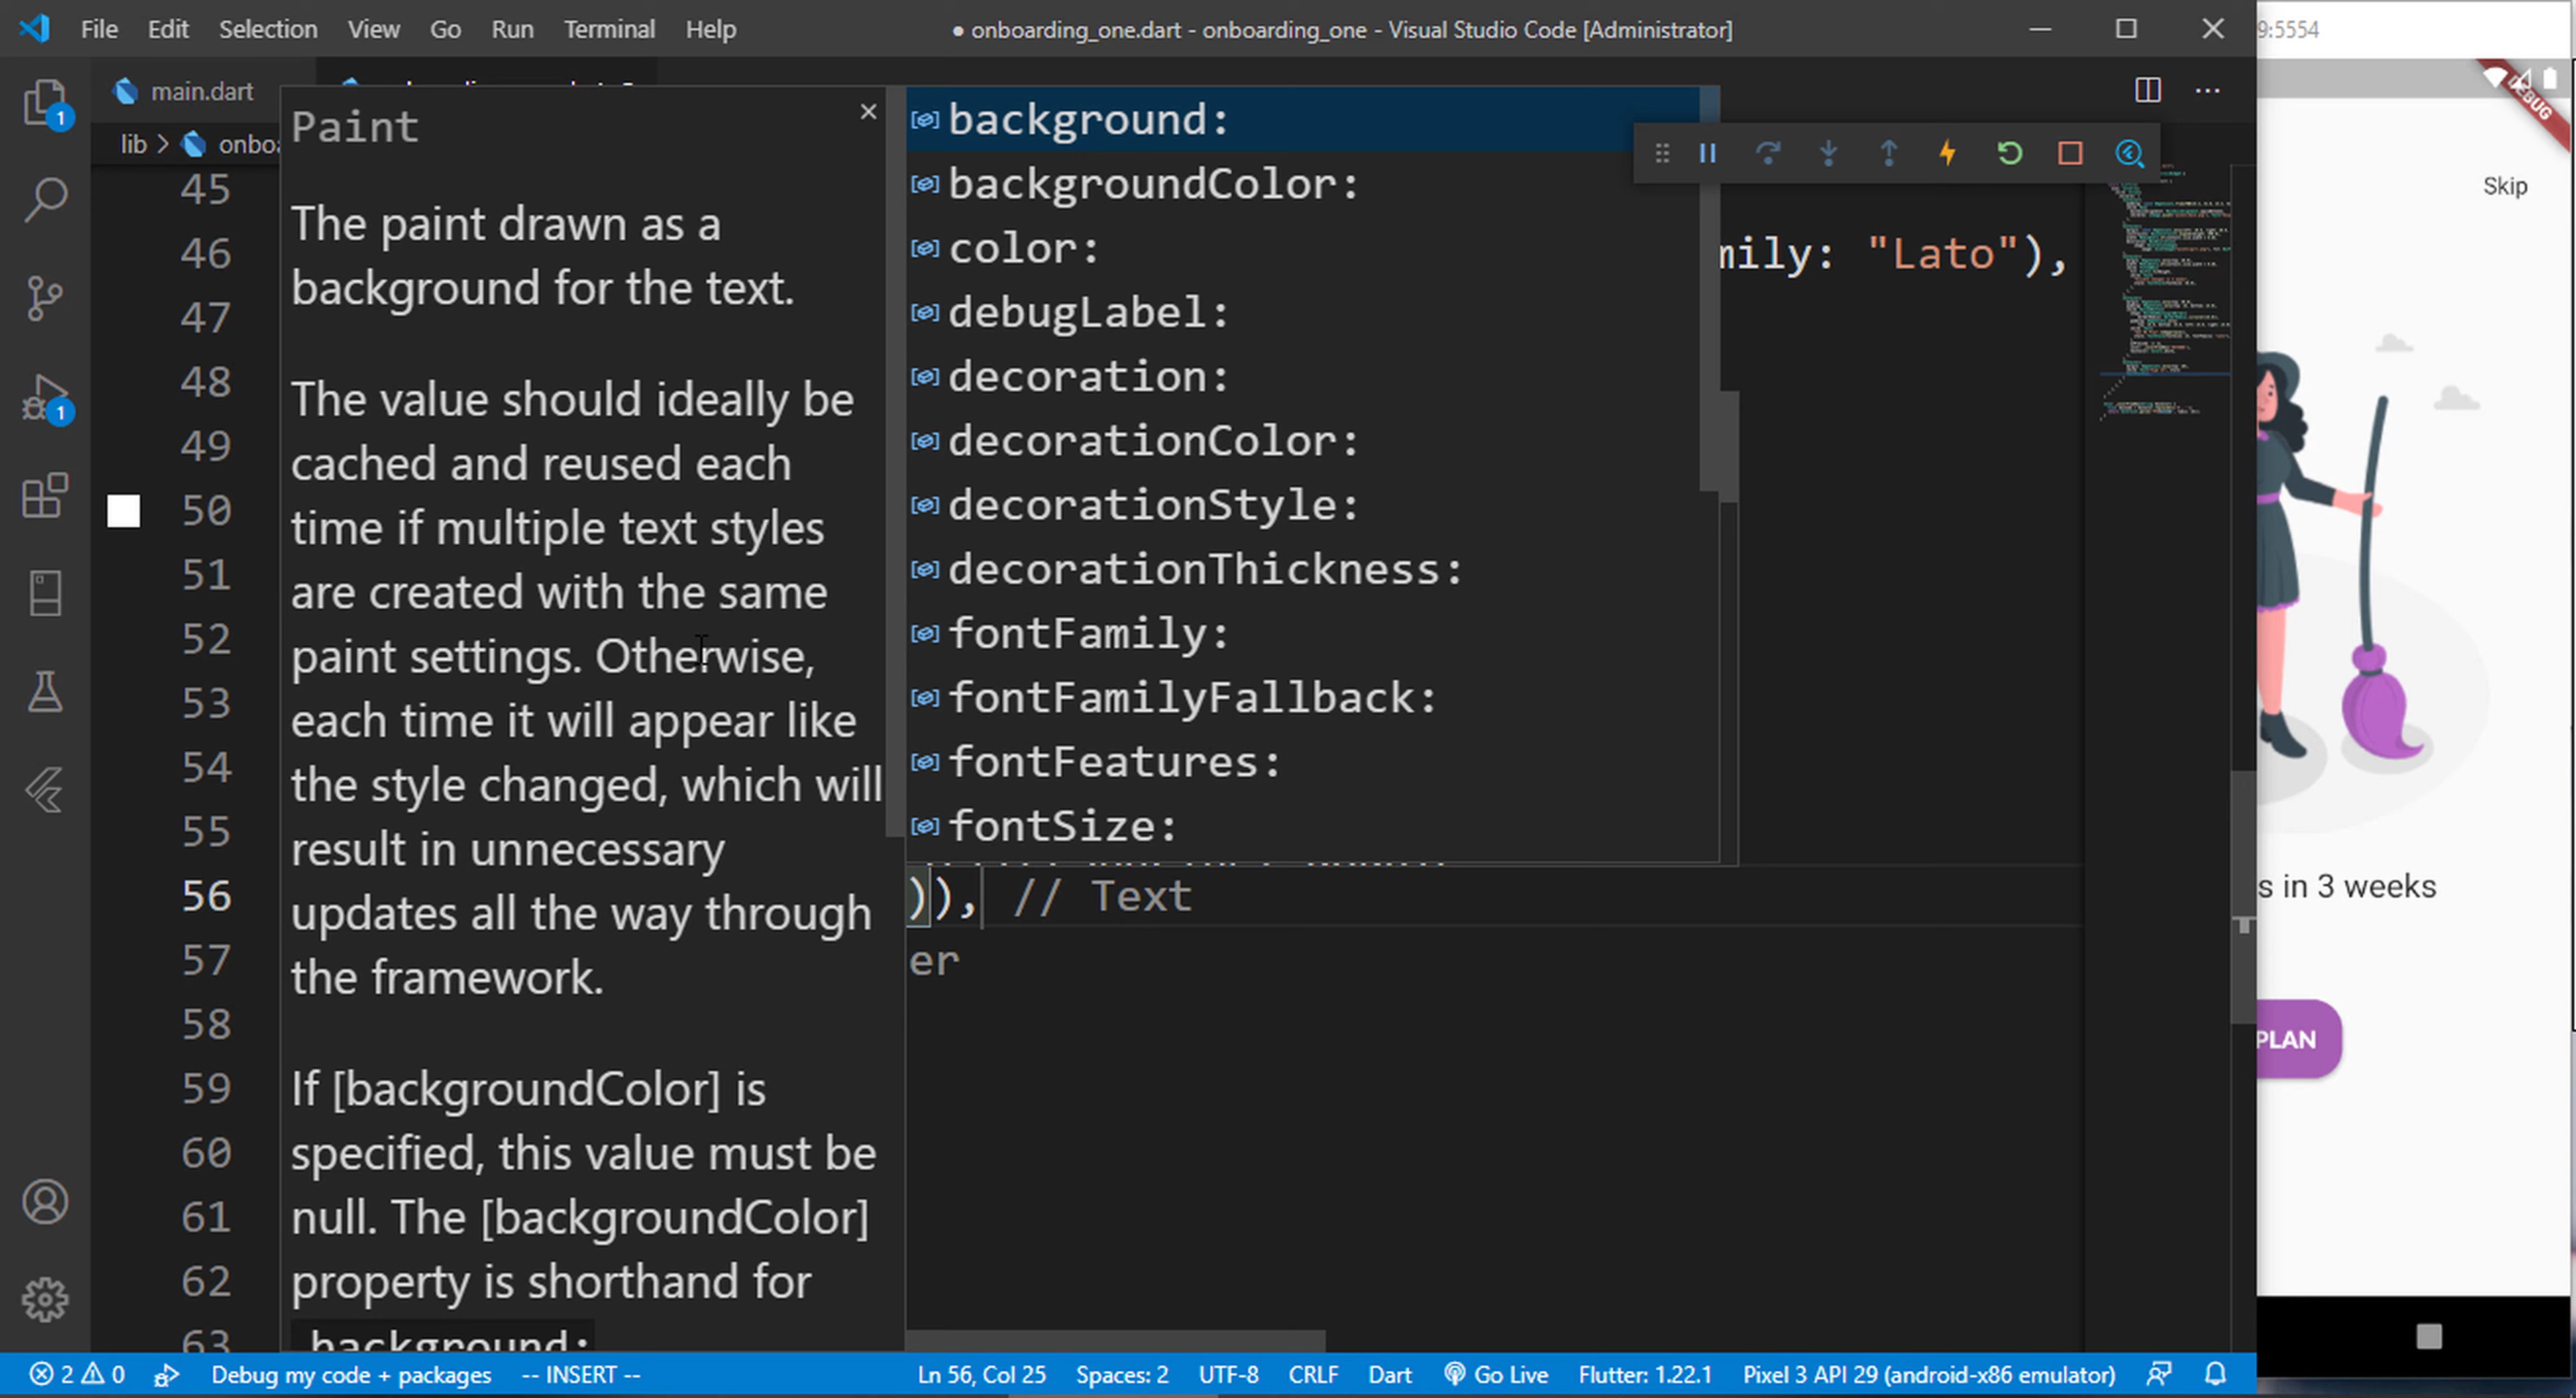 File Edit Selection View Go Run Terminal Help
● onboarding_one.dart - onboarding_one - Visual Studio Code [Administrator]
9:5554
main.dart
lib > onboa
45
46
47
48
49
50
51
52
53
54
55
56
57
58
59
60
61
62
63
Paint
The paint drawn as a
background for the text.
The value should ideally be
cached and reused each
time if multiple text styles
are created with the same
paint settings. Otherwise,
each time it will appear like
the style changed, which will
result in unnecessary
updates all the way through
the framework.
If [backgroundColor] is
specified, this value must be
null. The [backgroundColor]
property is shorthand for
background:
background:
backgroundColor:
color:
debugLabel:
decoration:
decorationColor:
decorationStyle:
decorationThickness:
fontFamily:
fontFamilyFallback:
fontFeatures:
fontSize:
mily: "Lato"),
)), // Text
er
1
1
DEBUG
Skip
s in 3 weeks
PLAN
2 0 Debug my code + packages -- INSERT -- Ln 56, Col 25 Spaces: 2 UTF-8 CRLF Dart Go Live Flutter: 1.22.1 Pixel 3 API 29 (android-x86 emulator)